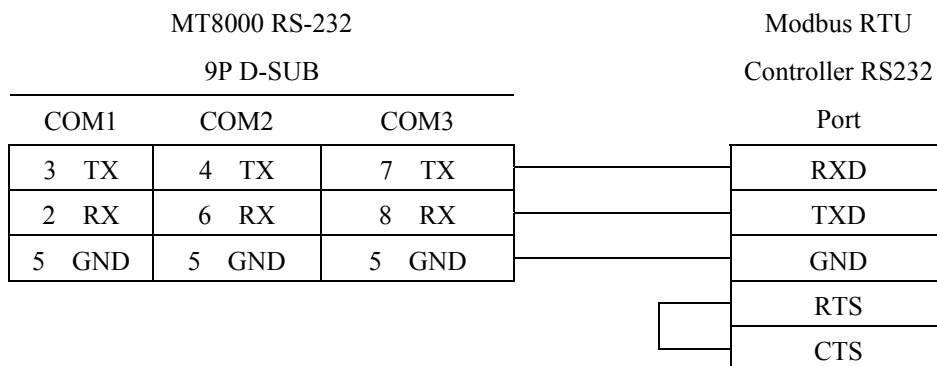 MT8000 RS-232 Modbus RTU
9P D-SUB Controller RS232
COM1 COM2 COM3 Port
3 TX 4 TX 7 TX RXD
2 RX 6 RX 8 RX TXD
5 GND 5 GND 5 GND GND
RTS
CTS